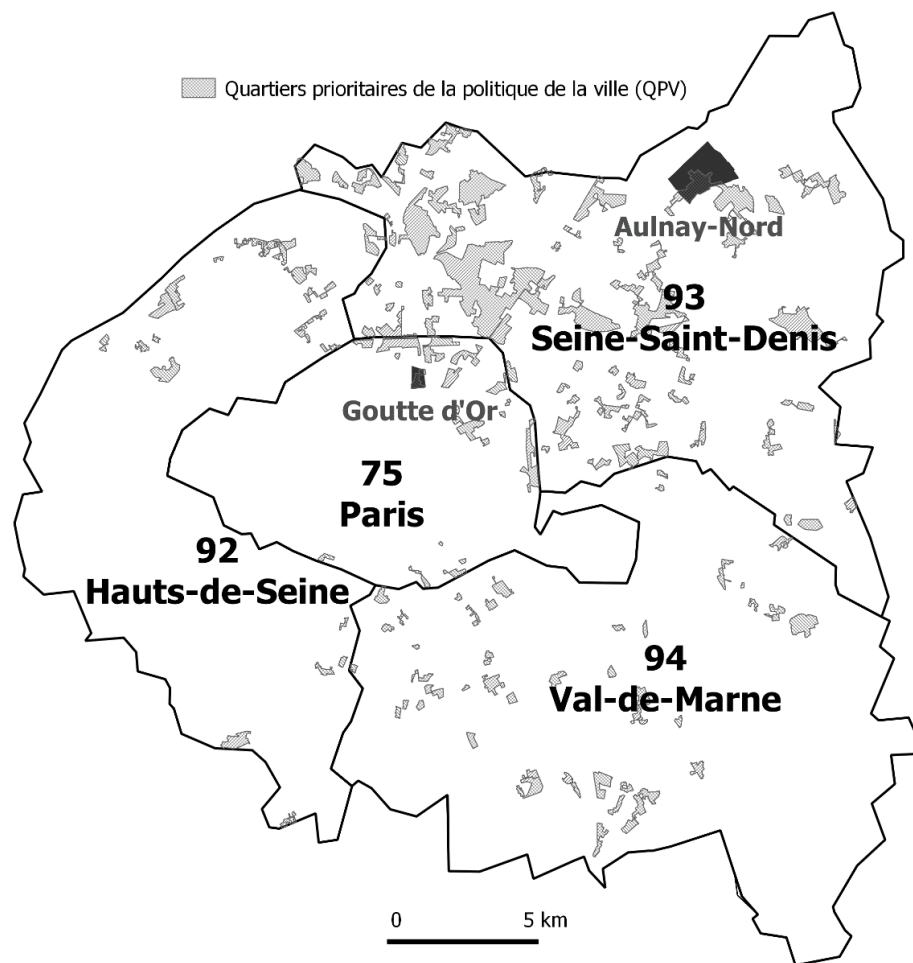 Quartiers prioritaires de la politique de la ville (QPV)
Aulnay-Nord
93
Seine-Saint-Denis
Goutte d'Or
75
Paris
92
Hauts-de-Seine
94
Val-de-Marne
0 5 km